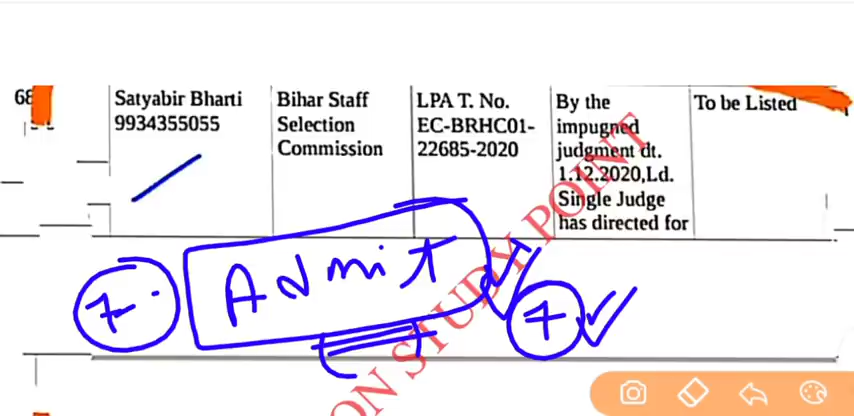 68
Satyabir Bharti
9934355055
Bihar Staff
Selection
Commission
LPA T. No.
EC-BRHC01-
22685-2020
By the
impugned
judgment dt.
1.12.2020,Ld.
Single Judge
has directed for
To be Listed
7
Admit
7
ON STUDY POINT